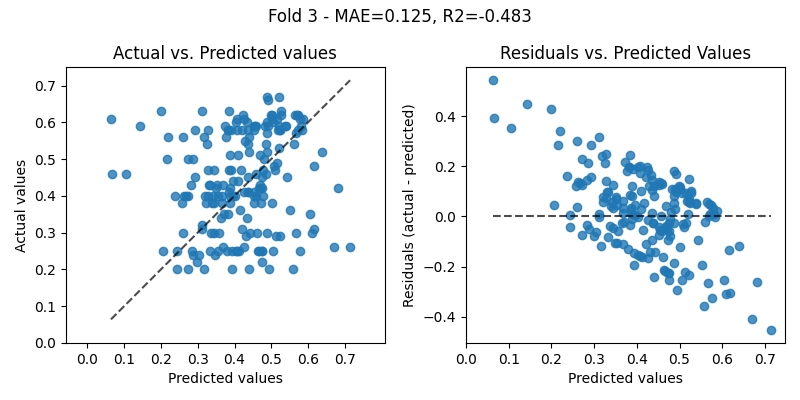 Fold 3 - MAE=0.125, R2=-0.483
Actual vs. Predicted values
Actual values
0.7
0.6
0.5
0.4
0.3
0.2
0.1
0.0
0.0 0.1 0.2 0.3 0.4 0.5 0.6 0.7
Predicted values
Residuals vs. Predicted Values
Residuals (actual - predicted)
0.4
0.2
0.0
−0.2
−0.4
0.0 0.1 0.2 0.3 0.4 0.5 0.6 0.7
Predicted values